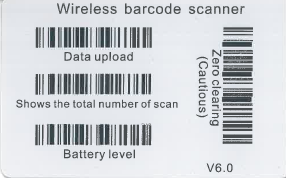 Wireless barcode scanner
Data upload
Shows the total number of scan
Battery level
Zero clearing
(Cautious)
V6.0